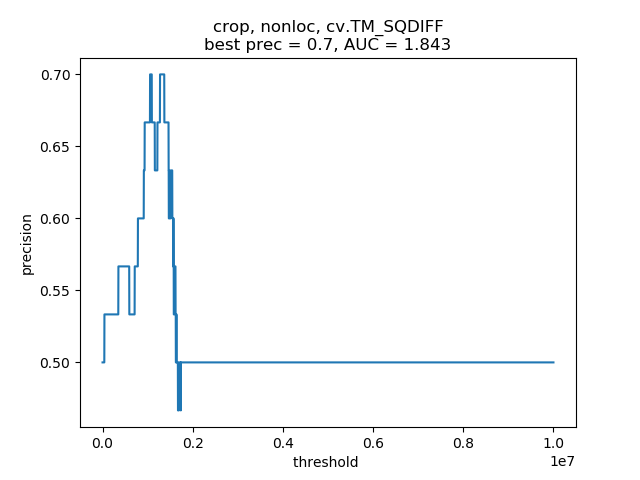 crop, nonloc, cv.TM_SQDIFF
best prec = 0.7, AUC = 1.843
0.70
0.65
0.60
0.55
0.50
precision
0.0
0.2
0.4
0.6
0.8
1.0
1e7
threshold